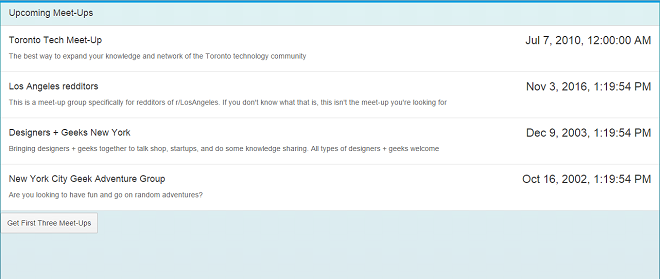 Upcoming Meet-Ups
Toronto Tech Meet-Up
Jul 7, 2010, 12:00:00 AM
The best way to expand your knowledge and network of the Toronto technology community
Los Angeles redditors
Nov 3, 2016, 1:19:54 PM
This is a meet-up group specifically for redditors of r/LosAngeles. If you don't know what that is, this isn't the meet-up you're looking for
Designers + Geeks New York
Dec 9, 2003, 1:19:54 PM
Bringing designers + geeks together to talk shop, startups, and do some knowledge sharing. All types of designers + geeks welcome
New York City Geek Adventure Group
Oct 16, 2002, 1:19:54 PM
Are you looking to have fun and go on random adventures?
Get First Three Meet-Ups